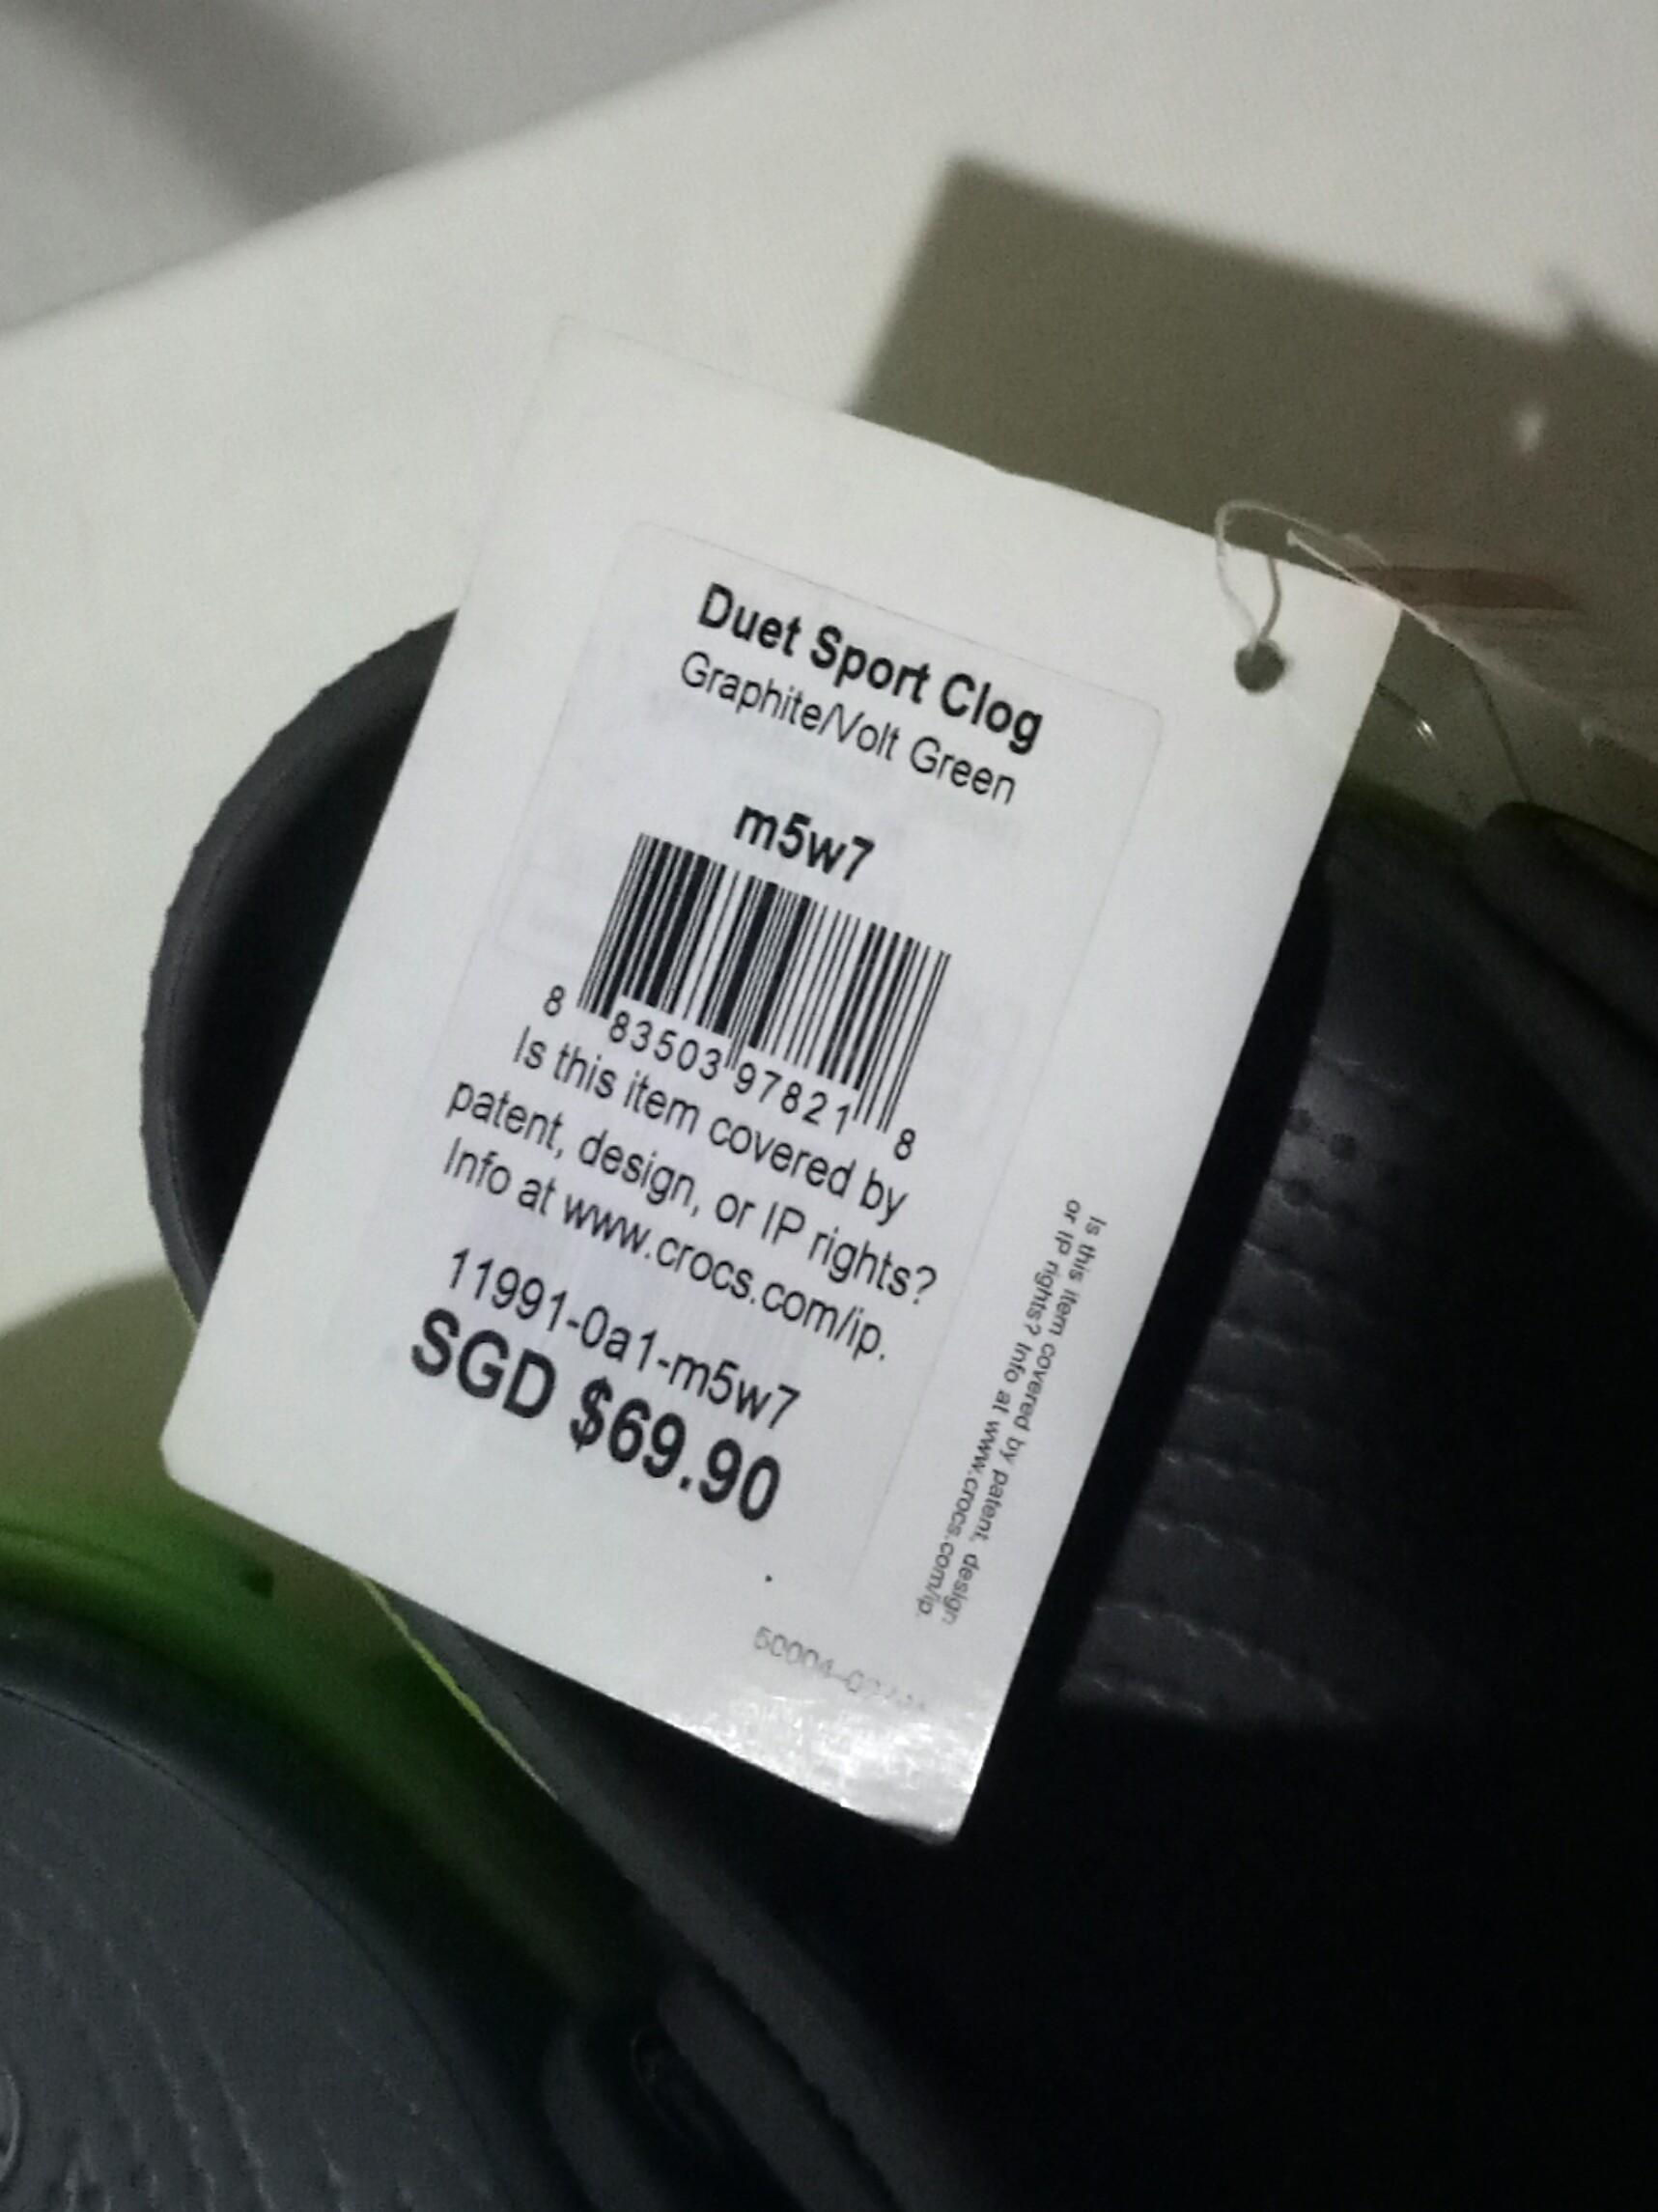 Duet Sport Clog
Graphite/Volt Green
m5w7
8 83503 97821 8
Is this item covered by
patent, design, or IP rights?
Info at www.crocs.com/ip.
11991-0a1-m5w7
SGD $69.90
Is this item covered by patent, design
or IP rights? Info at www.crocs.com/ip.